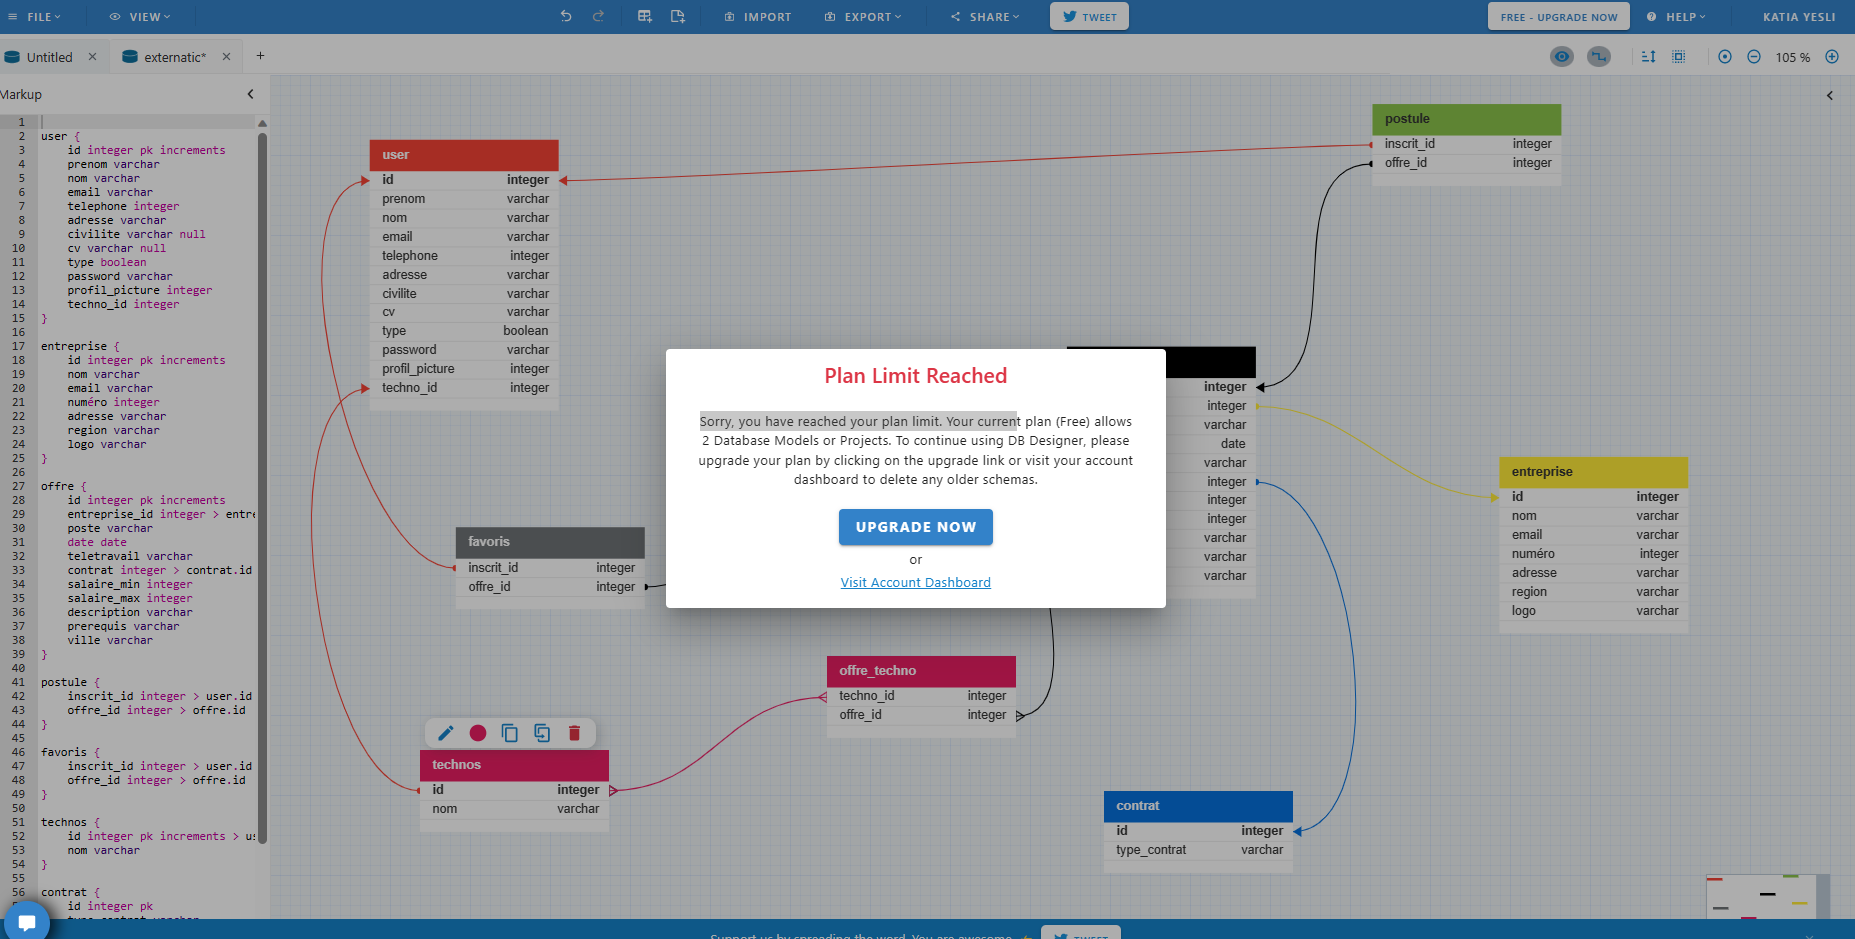 FILE VIEW IMPORT EXPORT SHARE TWEET FREE - UPGRADE NOW HELP KATIA YESLI
Untitled externatic* + 105 %
Markup
1
2 user {
3 id integer pk increments
4 prenom varchar
5 nom varchar
6 email varchar
7 telephone integer
8 adresse varchar
9 civilite varchar null
10 cv varchar null
11 type boolean
12 password varchar
13 profil_picture integer
14 techno_id integer
15 }
16
17 entreprise {
18 id integer pk increments
19 nom varchar
20 email varchar
21 numéro integer
22 adresse varchar
23 region varchar
24 logo varchar
25 }
26
27 offre {
28 id integer pk increments
29 entreprise_id integer > entre
30 poste varchar
31 date date
32 teletravail varchar
33 contrat integer > contrat.id
34 salaire_min integer
35 salaire_max integer
36 description varchar
37 prerequis varchar
38 ville varchar
39 }
40
41 postule {
42 inscrit_id integer > user.id
43 offre_id integer > offre.id
44 }
45
46 favoris {
47 inscrit_id integer > user.id
48 offre_id integer > offre.id
49 }
50
51 technos {
52 id integer pk increments > us
53 nom varchar
54 }
55
56 contrat {
id integer pk
user
id integer
prenom varchar
nom varchar
email varchar
telephone integer
adresse varchar
civilite varchar
cv varchar
type boolean
password varchar
profil_picture integer
techno_id integer
postule
inscrit_id integer
offre_id integer
Plan Limit Reached
Sorry, you have reached your plan limit. Your current plan (Free) allows
2 Database Models or Projects. To continue using DB Designer, please
upgrade your plan by clicking on the upgrade link or visit your account
dashboard to delete any older schemas.
UPGRADE NOW
or
Visit Account Dashboard
integer
integer
varchar
date
varchar
integer
integer
integer
varchar
varchar
varchar
entreprise
id integer
nom varchar
email varchar
numéro integer
adresse varchar
region varchar
logo varchar
favoris
inscrit_id integer
offre_id integer
offre_techno
techno_id integer
offre_id integer
technos
id integer
nom varchar
contrat
id integer
type_contrat varchar
Support us by spreading the word. You are awesome TWEET